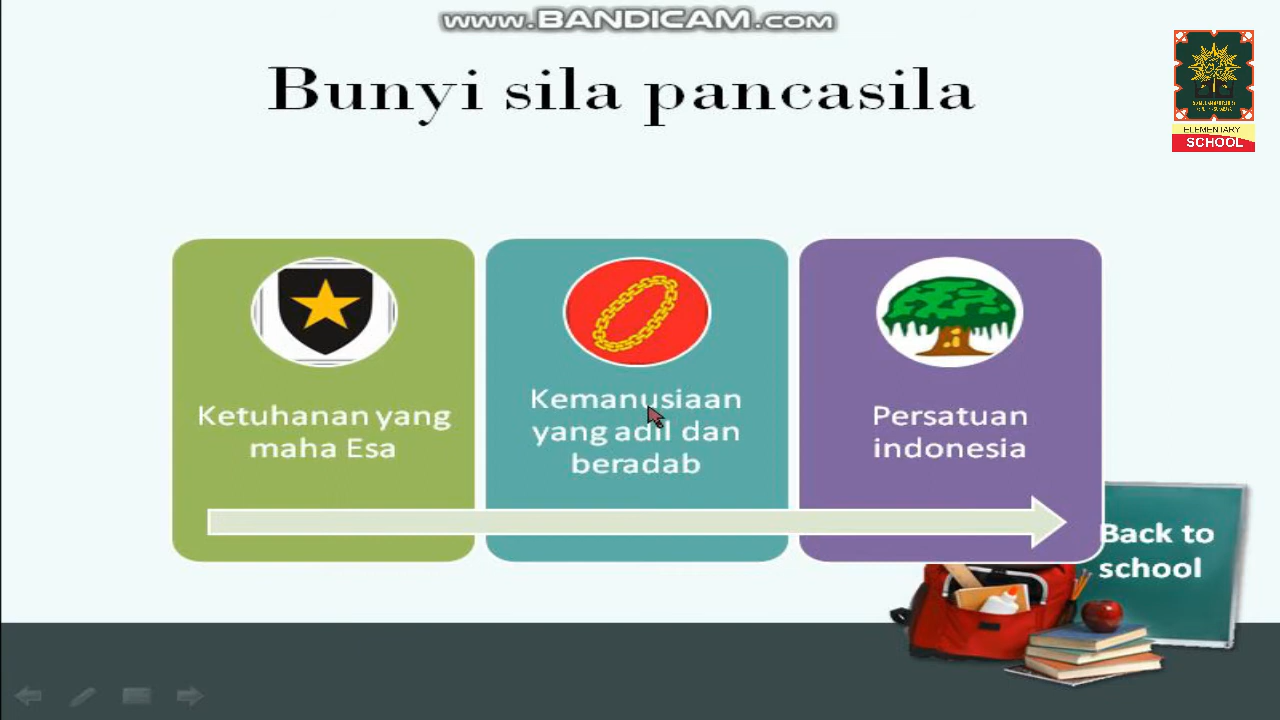 www.BANDICAM.com
Bunyi sila pancasila
ELEMENTARY
SCHOOL
Ketuhanan yang
maha Esa
Kemanusiaan
yang adil dan
beradab
Persatuan
indonesia
Back to
school